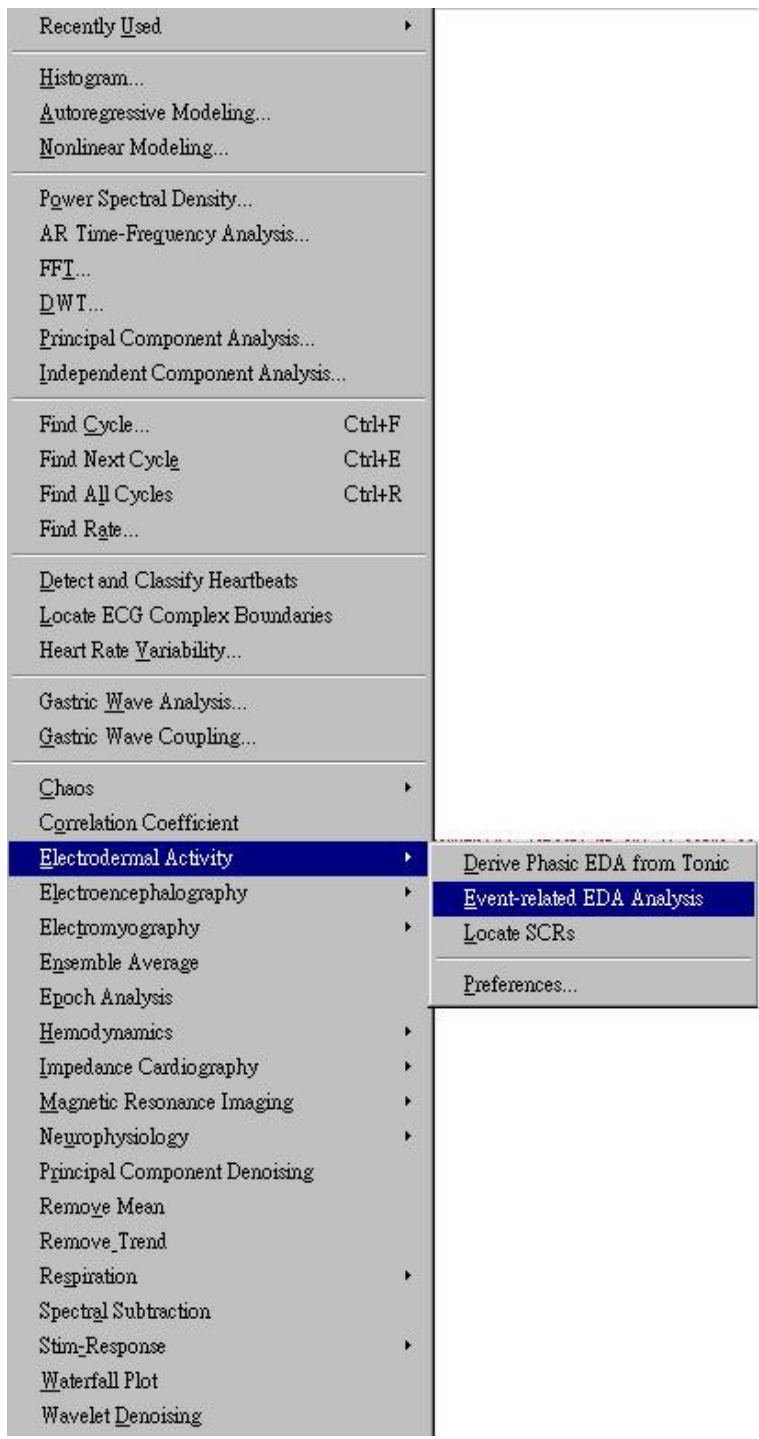 Recently Used
Histogram...
Autoregressive Modeling...
Nonlinear Modeling...
Power Spectral Density...
AR Time-Frequency Analysis...
FFT...
DWT...
Principal Component Analysis...
Independent Component Analysis...
Find Cycle... Ctrl+F
Find Next Cycle Ctrl+E
Find All Cycles Ctrl+R
Find Rate...
Detect and Classify Heartbeats
Locate ECG Complex Boundaries
Heart Rate Variability...
Gastric Wave Analysis...
Gastric Wave Coupling...
Chaos
Correlation Coefficient
Electrodermal Activity
Derive Phasic EDA from Tonic
Event-related EDA Analysis
Locate SCRs
Preferences...
Electroencephalography
Electromyography
Ensemble Average
Epoch Analysis
Hemodynamics
Impedance Cardiography
Magnetic Resonance Imaging
Neurophysiology
Principal Component Denoising
Remove Mean
Remove_Trend
Respiration
Spectral Subtraction
Stim-Response
Waterfall Plot
Wavelet Denoising